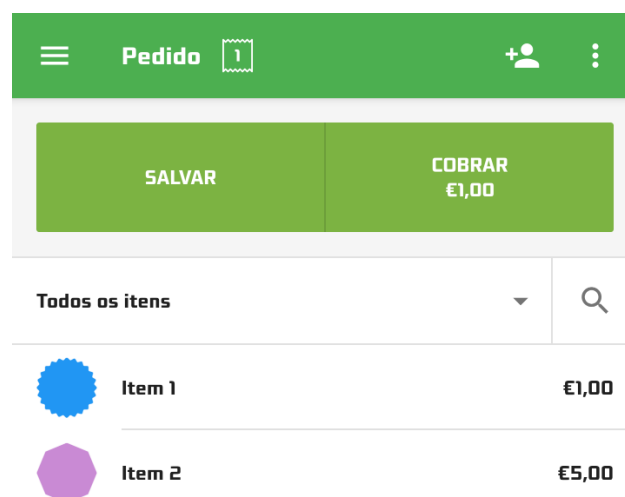 Pedido 1
SALVAR
COBRAR
€1,00
Todos os itens
Item 1 €1,00
Item 2 €5,00